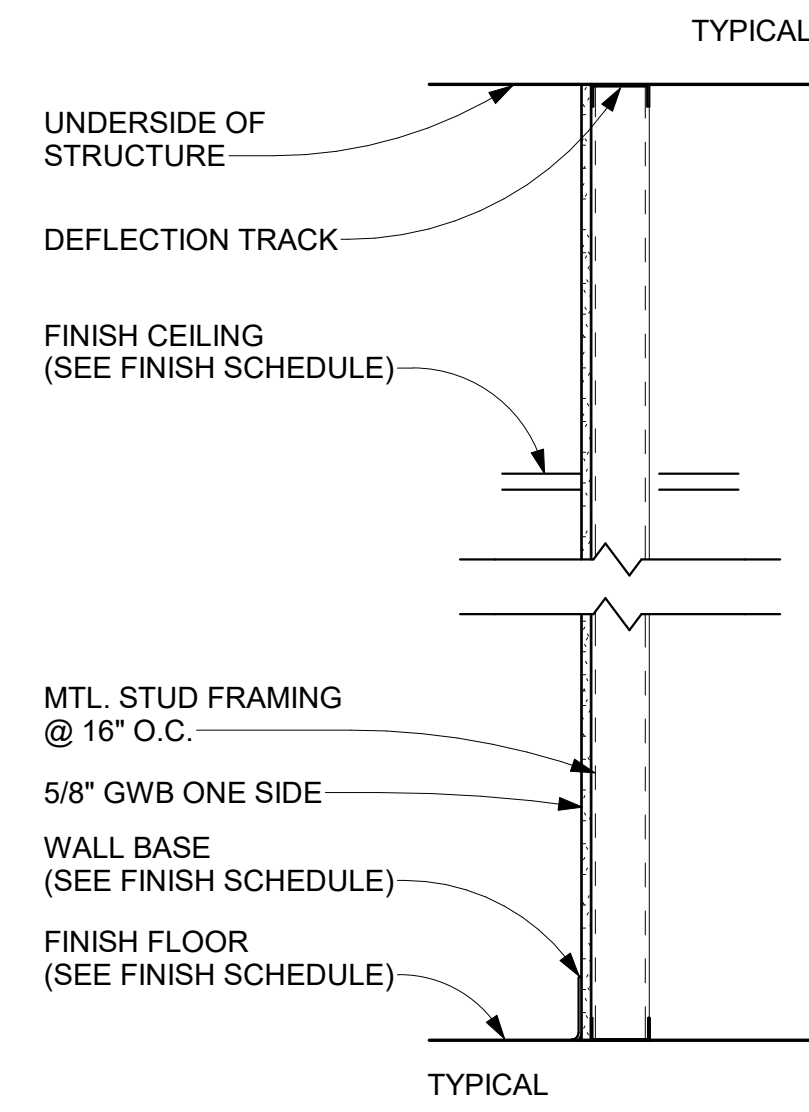 TYPICAL
UNDERSIDE OF
STRUCTURE
DEFLECTION TRACK
FINISH CEILING
(SEE FINISH SCHEDULE)
MTL. STUD FRAMING
@ 16" O.C.
5/8" GWB ONE SIDE
WALL BASE
(SEE FINISH SCHEDULE)
FINISH FLOOR
(SEE FINISH SCHEDULE)
TYPICAL